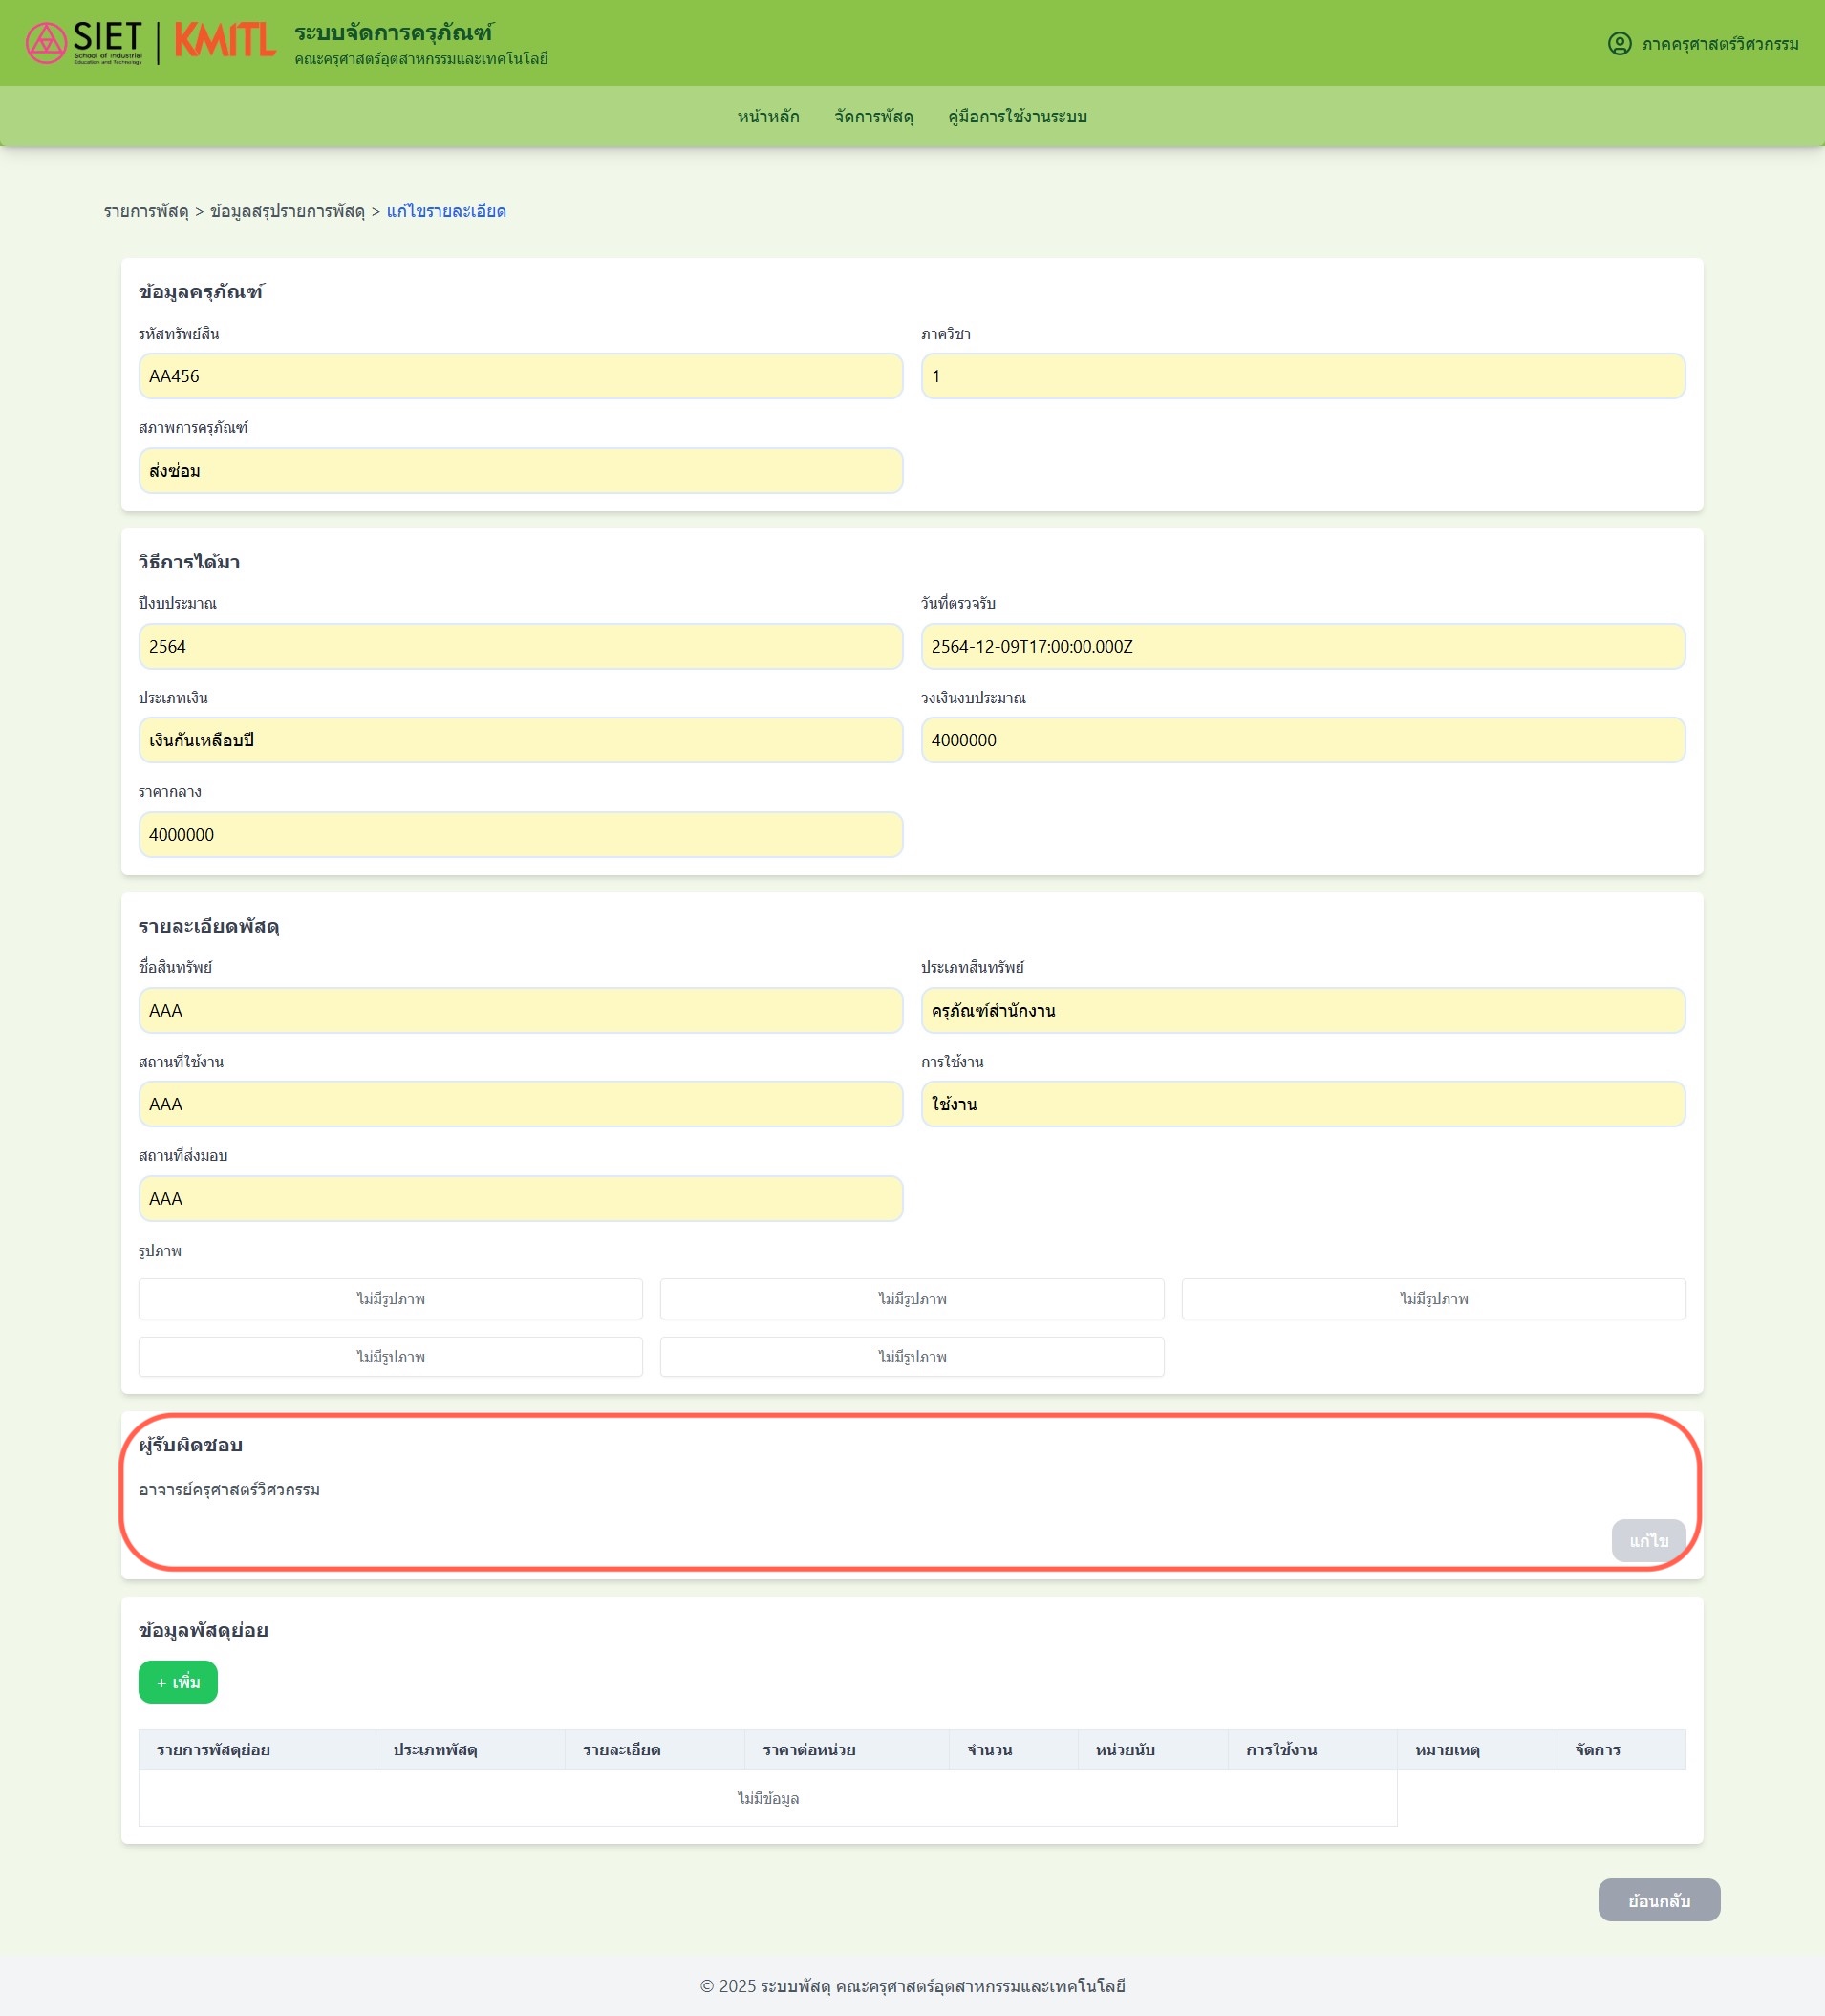 SIET
School of Industrial
Education and Technology
KMITL
ระบบจัดการครุภัณฑ์
คณะครุศาสตร์อุตสาหกรรมและเทคโนโลยี
ภาคครุศาสตร์วิศวกรรม
หน้าหลัก จัดการพัสดุ คู่มือการใช้งานระบบ
รายการพัสดุ > ข้อมูลสรุปรายการพัสดุ > แก้ไขรายละเอียด
ข้อมูลครุภัณฑ์
รหัสทรัพย์สิน ภาควิชา
AA456 1
สภาพการครุภัณฑ์
ส่งซ่อม
วิธีการได้มา
ปีงบประมาณ วันที่ตรวจรับ
2564 2564-12-09T17:00:00.000Z
ประเภทเงิน วงเงินงบประมาณ
เงินกันเหลือบปี 4000000
ราคากลาง
4000000
รายละเอียดพัสดุ
ชื่อสินทรัพย์ ประเภทสินทรัพย์
AAA ครุภัณฑ์สำนักงาน
สถานที่ใช้งาน การใช้งาน
AAA ใช้งาน
สถานที่ส่งมอบ
AAA
รูปภาพ
ไม่มีรูปภาพ ไม่มีรูปภาพ ไม่มีรูปภาพ
ไม่มีรูปภาพ ไม่มีรูปภาพ
ผู้รับผิดชอบ
อาจารย์ครุศาสตร์วิศวกรรม
แก้ไข
ข้อมูลพัสดุย่อย
+ เพิ่ม
รายการพัสดุย่อย ประเภทพัสดุ รายละเอียด ราคาต่อหน่วย จำนวน หน่วยนับ การใช้งาน หมายเหตุ จัดการ
ไม่มีข้อมูล
ย้อนกลับ
© 2025 ระบบพัสดุ คณะครุศาสตร์อุตสาหกรรมและเทคโนโลยี